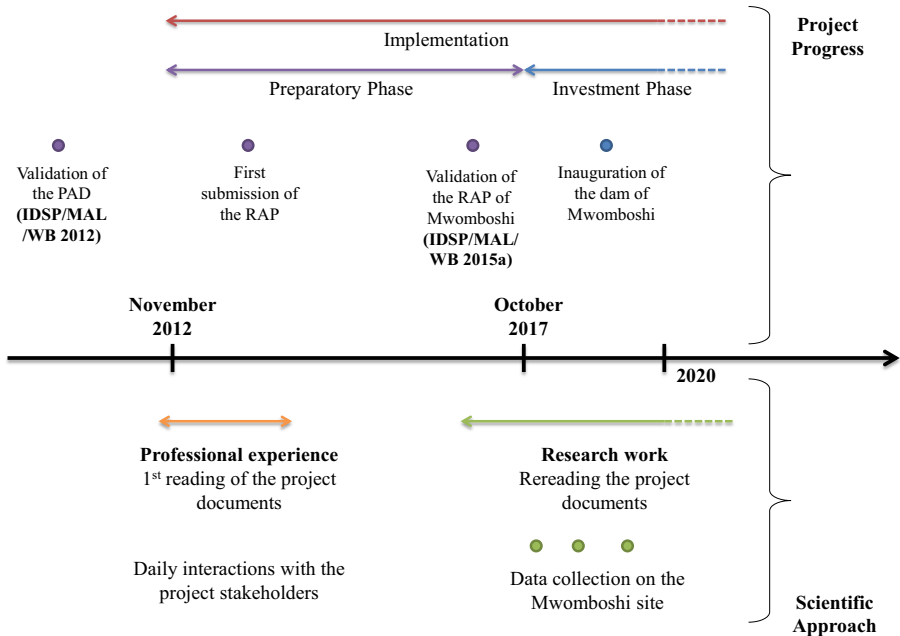 Project
Progress
Implementation
Preparatory Phase
Investment Phase
Validation of
the PAD
(IDSP/MAL
/WB 2012)
First
submission of
the RAP
Validation of
the RAP of
Mwomboshi
(IDSP/MAL/
WB 2015a)
Inauguration of
the dam of
Mwomboshi
November
2012
October
2017
2020
Professional experience
1st reading of the project
documents
Daily interactions with the
project stakeholders
Research work
Rereading the project
documents
Data collection on the
Mwomboshi site
Scientific
Approach